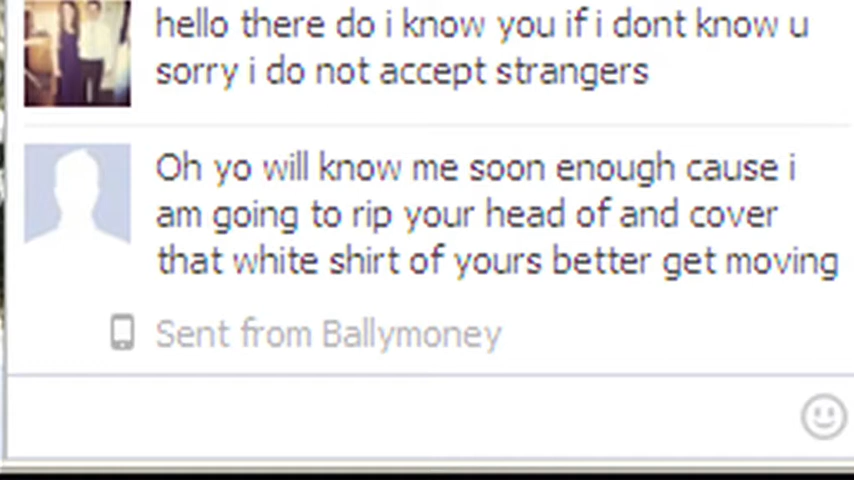 hello there do i know you if i dont know u
sorry i do not accept strangers
Oh yo will know me soon enough cause i
am going to rip your head of and cover
that white shirt of yours better get moving
Sent from Ballymoney